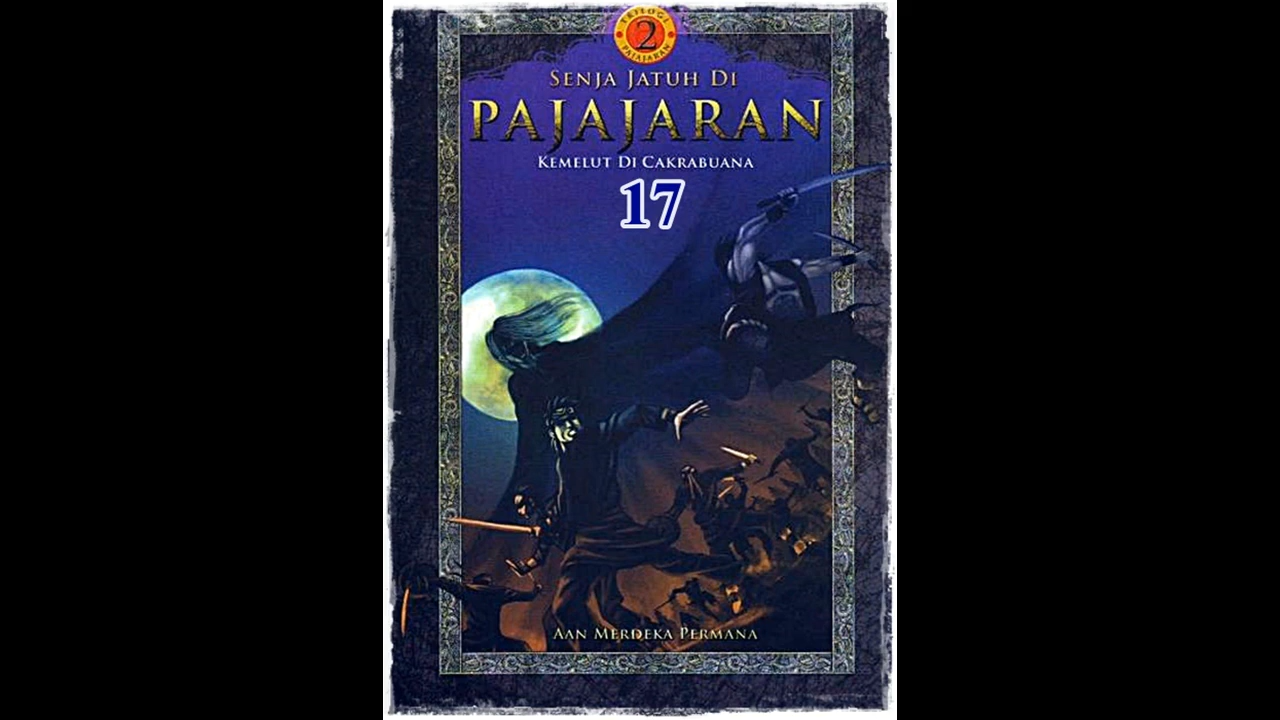 TRILOGI
2
PAJAJARAN
SENJA JATUH DI
PAJAJARAN
KEMELUT DI CAKRABUANA
17
AAN MERDEKA PERMANA